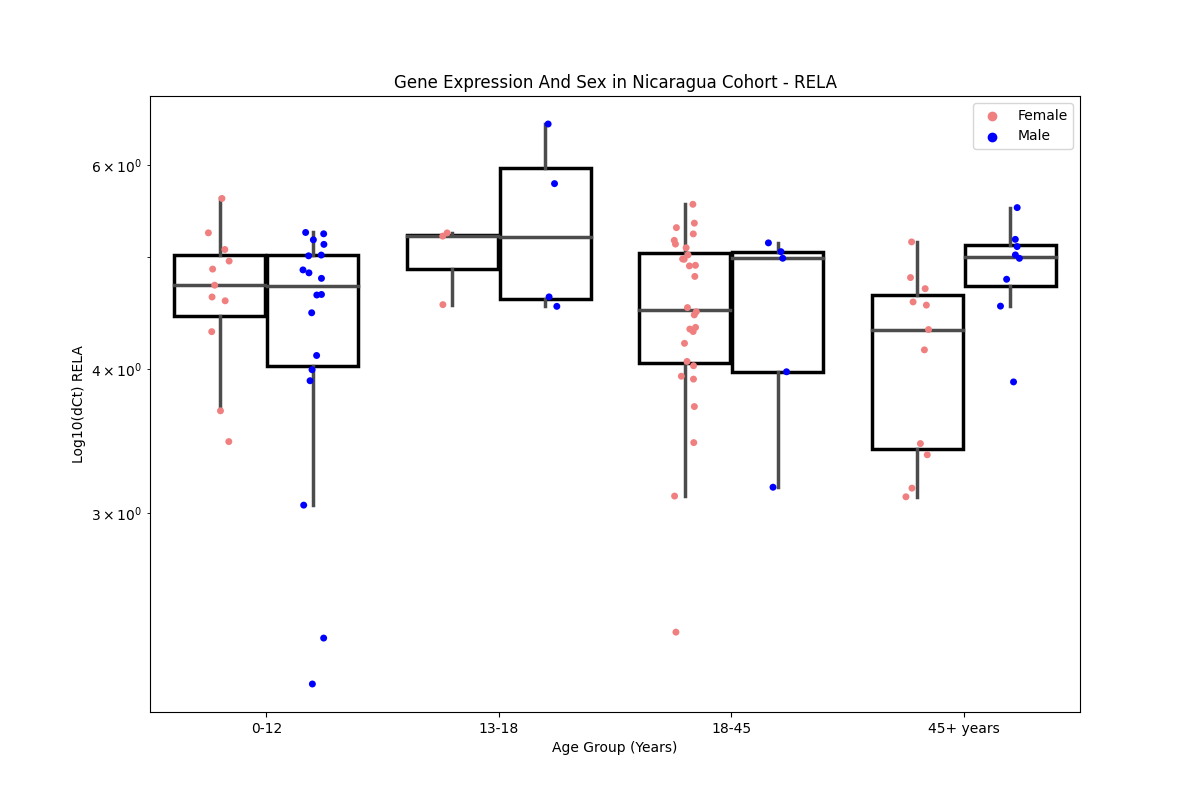 Gene Expression And Sex in Nicaragua Cohort - RELA
Female
Male
6 × 10⁰
4 × 10⁰
3 × 10⁰
Log10(dCt) RELA
0-12 13-18 18-45 45+ years
Age Group (Years)